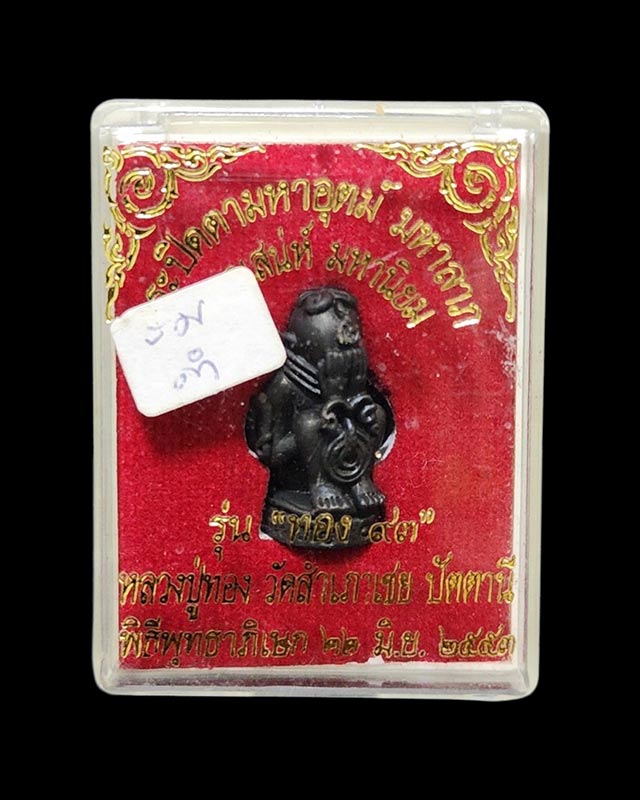 ปิดตามหาอุตม์ มหาลาภ
เสน่ห์ มหานิยม
รุ่น “ทอง ๙๓”
หลวงปู่ทอง วัดสำเภาเชย ปัตตานี
พิธีพุทธาภิเษก ๒๒ มิ.ย. ๒๕๕๓